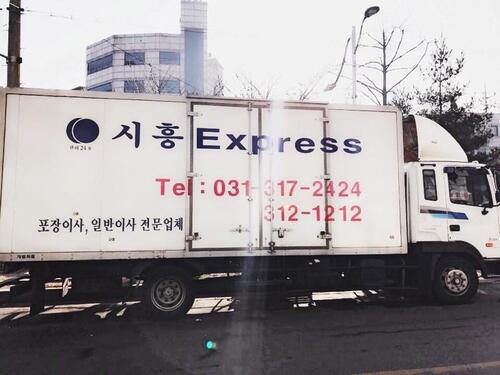 시흥 Express
Tel : 031-317-2424
312-1212
포장이사, 일반이사 전문업체